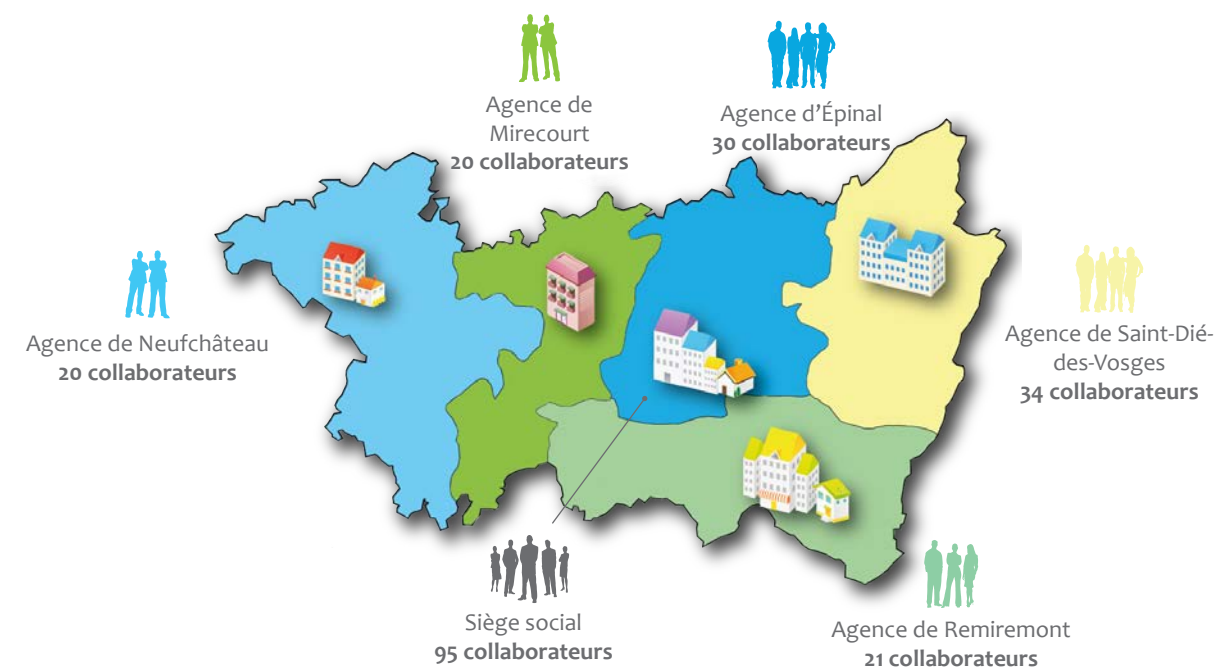 Agence de
Mirecourt
20 collaborateurs
Agence d’Épinal
30 collaborateurs
Agence de Neufchâteau
20 collaborateurs
Agence de Saint-Dié-
des-Vosges
34 collaborateurs
Siège social
95 collaborateurs
Agence de Remiremont
21 collaborateurs